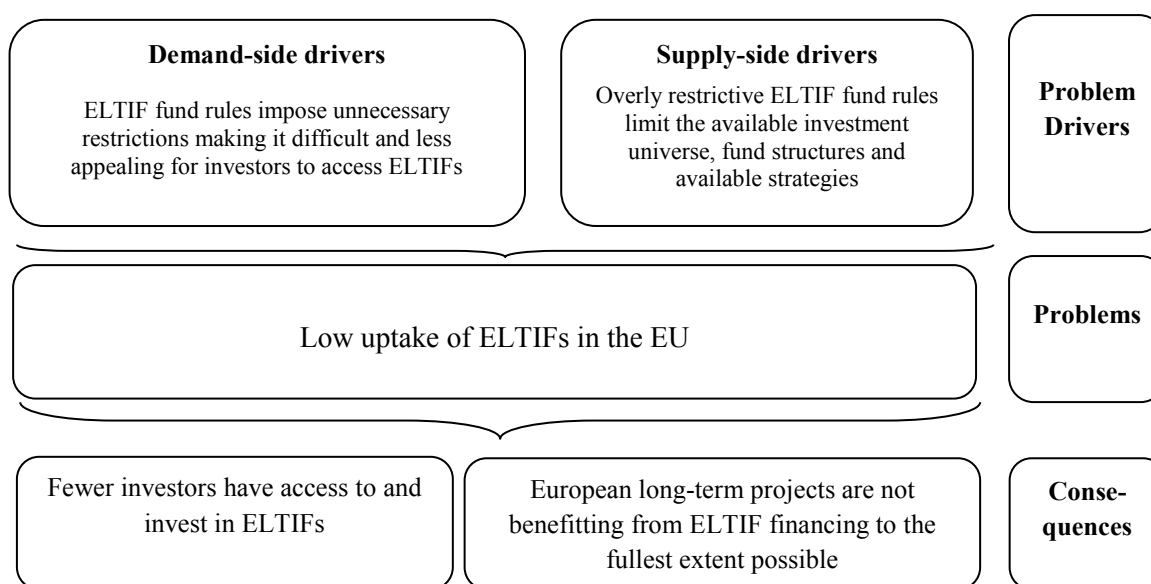 Demand-side drivers
ELTIF fund rules impose unnecessary
restrictions making it difficult and less
appealing for investors to access ELTIFs
Supply-side drivers
Overly restrictive ELTIF fund rules
limit the available investment
universe, fund structures and
available strategies
Problem
Drivers
Low uptake of ELTIFs in the EU
Problems
Fewer investors have access to and
invest in ELTIFs
European long-term projects are not
benefitting from ELTIF financing to the
fullest extent possible
Conse-
quences